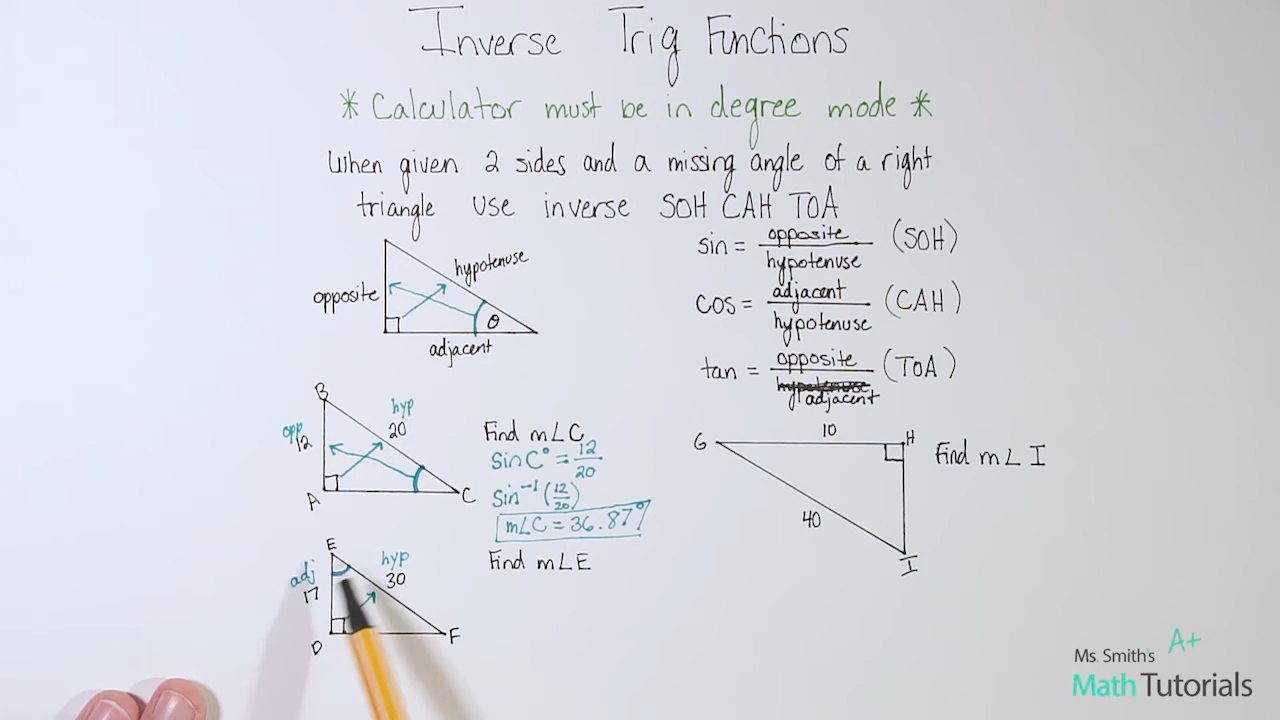 Inverse Trig Functions
* Calculator must be in degree mode *
When given 2 sides and a missing angle of a right
triangle use inverse SOH CAH TOA
opposite
hypotenuse
θ
adjacent
sin = opposite / hypotenuse (SOH)
cos = adjacent / hypotenuse (CAH)
tan = opposite / hypotenuse adjacent (TOA)
B
hyp
20
opp
12
A
C
Find m∠C
Sin C° = 12/20
Sin⁻¹ (12/20)
m∠C = 36.87°
E
adj
17
hyp
30
D
F
Find m∠E
G
10
H
40
I
Find m∠I
Ms. Smith's A+
Math Tutorials